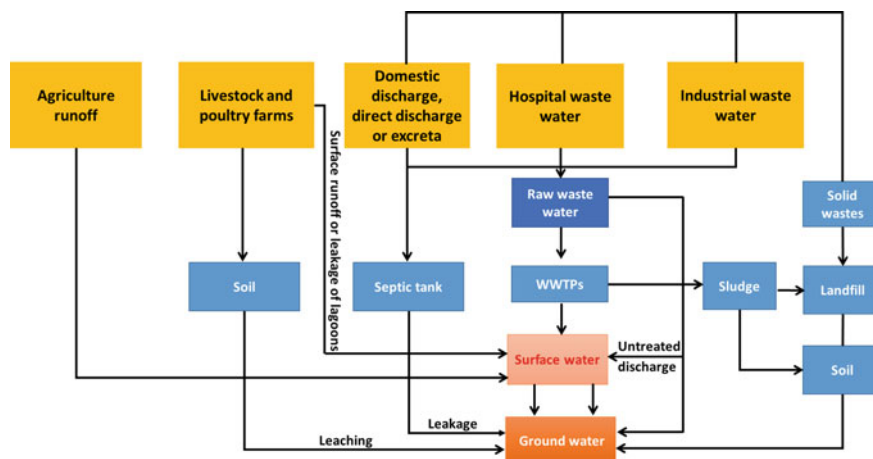 Agriculture
runoff
Livestock and
poultry farms
Domestic
discharge,
direct discharge
or excreta
Hospital waste
water
Industrial waste
water
Surface runoff or leakage of lagoons
Raw waste
water
Solid
wastes
Soil
Septic tank
WWTPs
Sludge
Landfill
Untreated
discharge
Surface water
Soil
Leakage
Leaching
Ground water